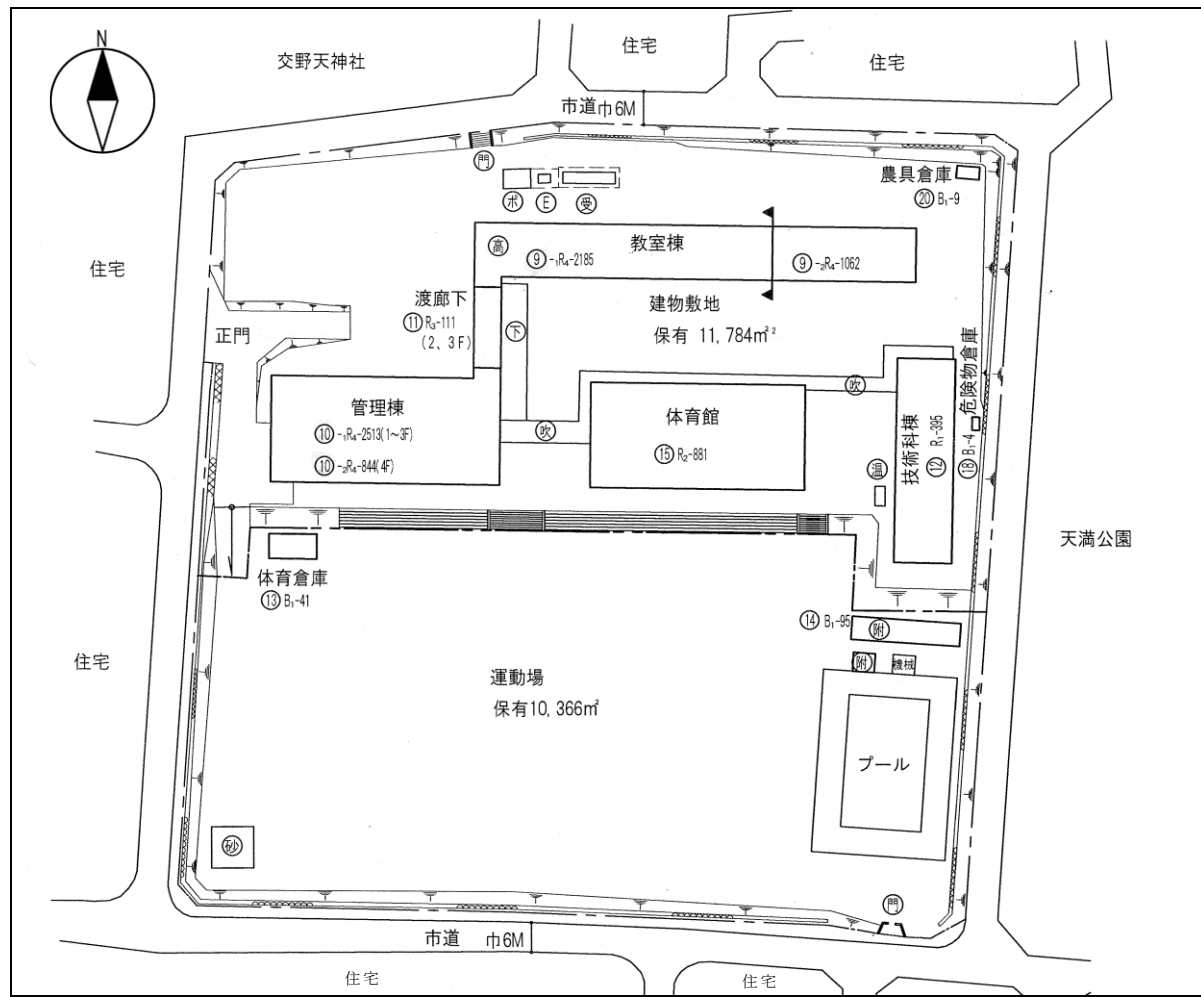 N
交野天神社
住宅
住宅
市道巾6M
門
農具倉庫
⑳ B₁-9
ポ
E
受
高
教室棟
⑨-₁R₄-2185
⑨-₂R₄-1062
住宅
渡廊下
⑪ R₃-111
(2、3F)
下
建物敷地
保有 11,784㎡²
正門
管理棟
⑩-₁R₄-2513(1~3F)
⑩-₂R₄-844(4F)
吹
体育館
⑮ R₂-881
吹
温
技術科棟
⑫ R₁-395
危険物倉庫
⑱ B₁-4
天満公園
体育倉庫
⑬ B₁-41
⑭ B₁-95
附
附
機械
住宅
運動場
保有10,366㎡
プール
砂
門
市道 巾6M
住宅
住宅